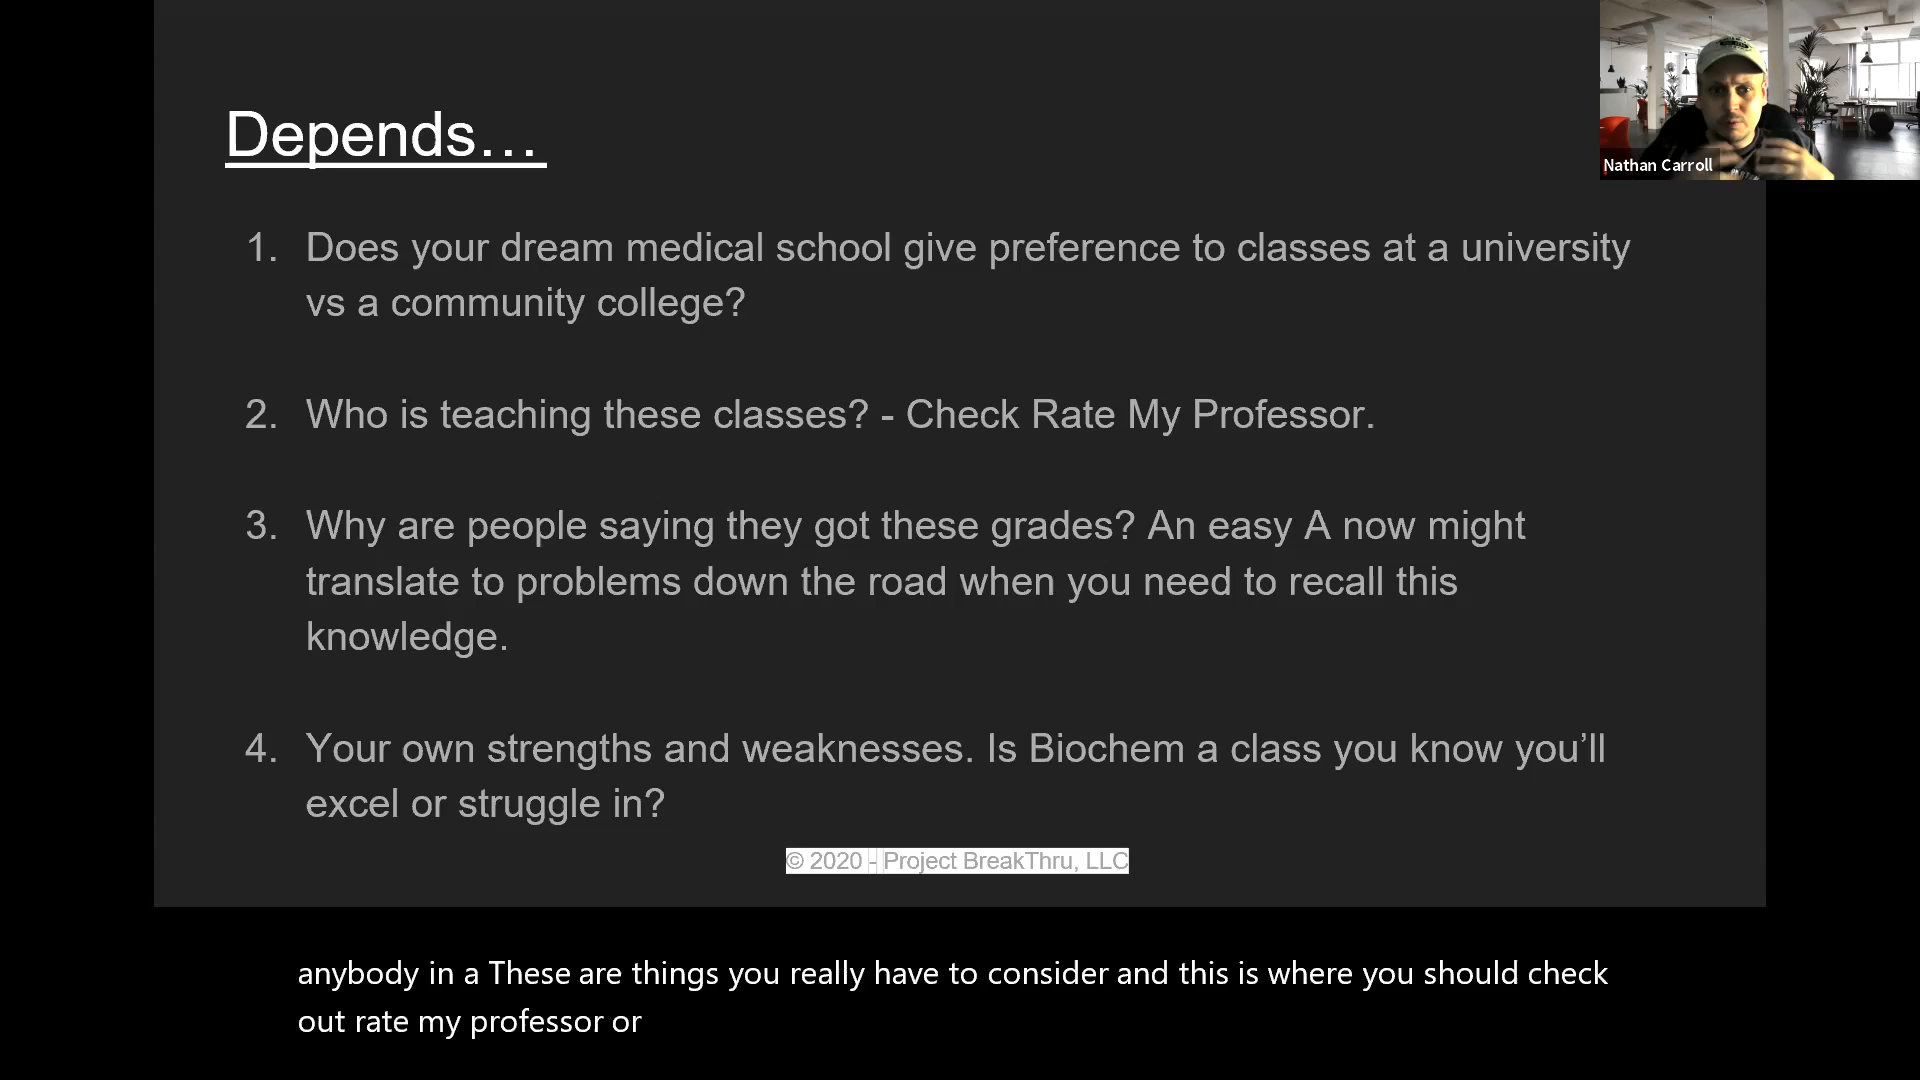 Depends...
1. Does your dream medical school give preference to classes at a university
vs a community college?
2. Who is teaching these classes? - Check Rate My Professor.
3. Why are people saying they got these grades? An easy A now might
translate to problems down the road when you need to recall this
knowledge.
4. Your own strengths and weaknesses. Is Biochem a class you know you’ll
excel or struggle in?
© 2020 - Project BreakThru, LLC
Nathan Carroll
anybody in a These are things you really have to consider and this is where you should check
out rate my professor or